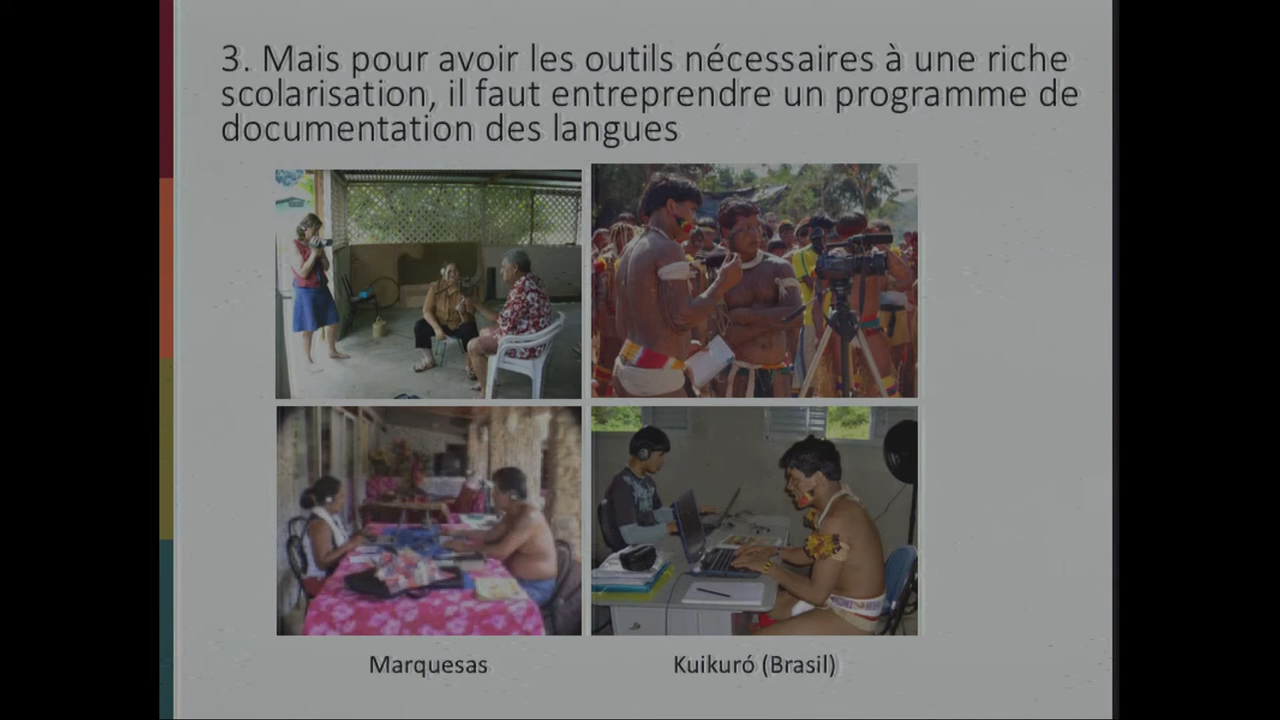 3. Mais pour avoir les outils nécessaires à une riche
scolarisation, il faut entreprendre un programme de
documentation des langues
Marquesas
Kuikuró (Brasil)